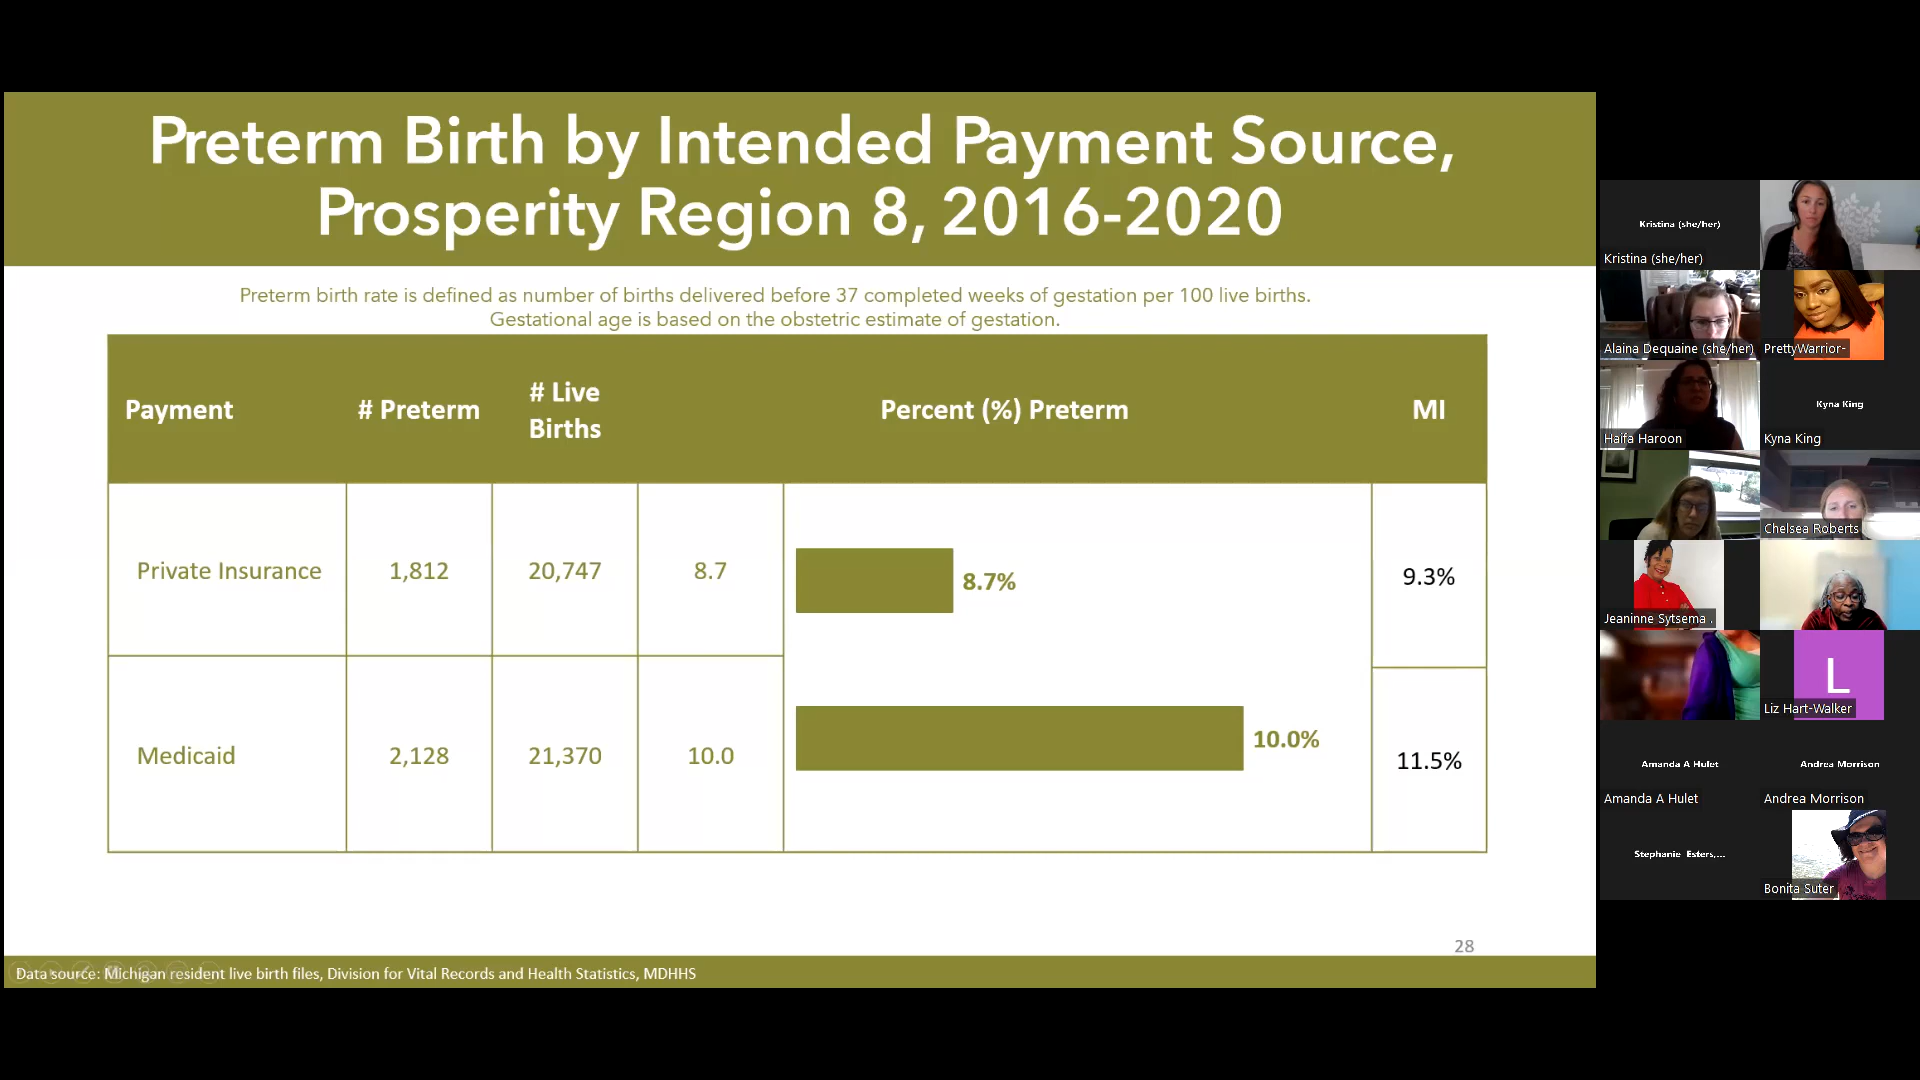 Preterm Birth by Intended Payment Source,
Prosperity Region 8, 2016-2020
Preterm birth rate is defined as number of births delivered before 37 completed weeks of gestation per 100 live births.
Gestational age is based on the obstetric estimate of gestation.
Payment
# Preterm
# Live
Births
Percent (%) Preterm
MI
Private Insurance
1,812
20,747
8.7
8.7%
9.3%
Medicaid
2,128
21,370
10.0
10.0%
11.5%
28
Data source: Michigan resident live birth files, Division for Vital Records and Health Statistics, MDHHS
Kristina (she/her)
Kristina (she/her)
Alaina Dequaine (she/her)
PrettyWarrior-
Haifa Haroon
Kyna King
Kyna King
Chelsea Roberts
Jeaninne Sytsema .
L
Liz Hart-Walker
Amanda A Hulet
Amanda A Hulet
Andrea Morrison
Andrea Morrison
Stephanie Esters,...
Bonita Suter